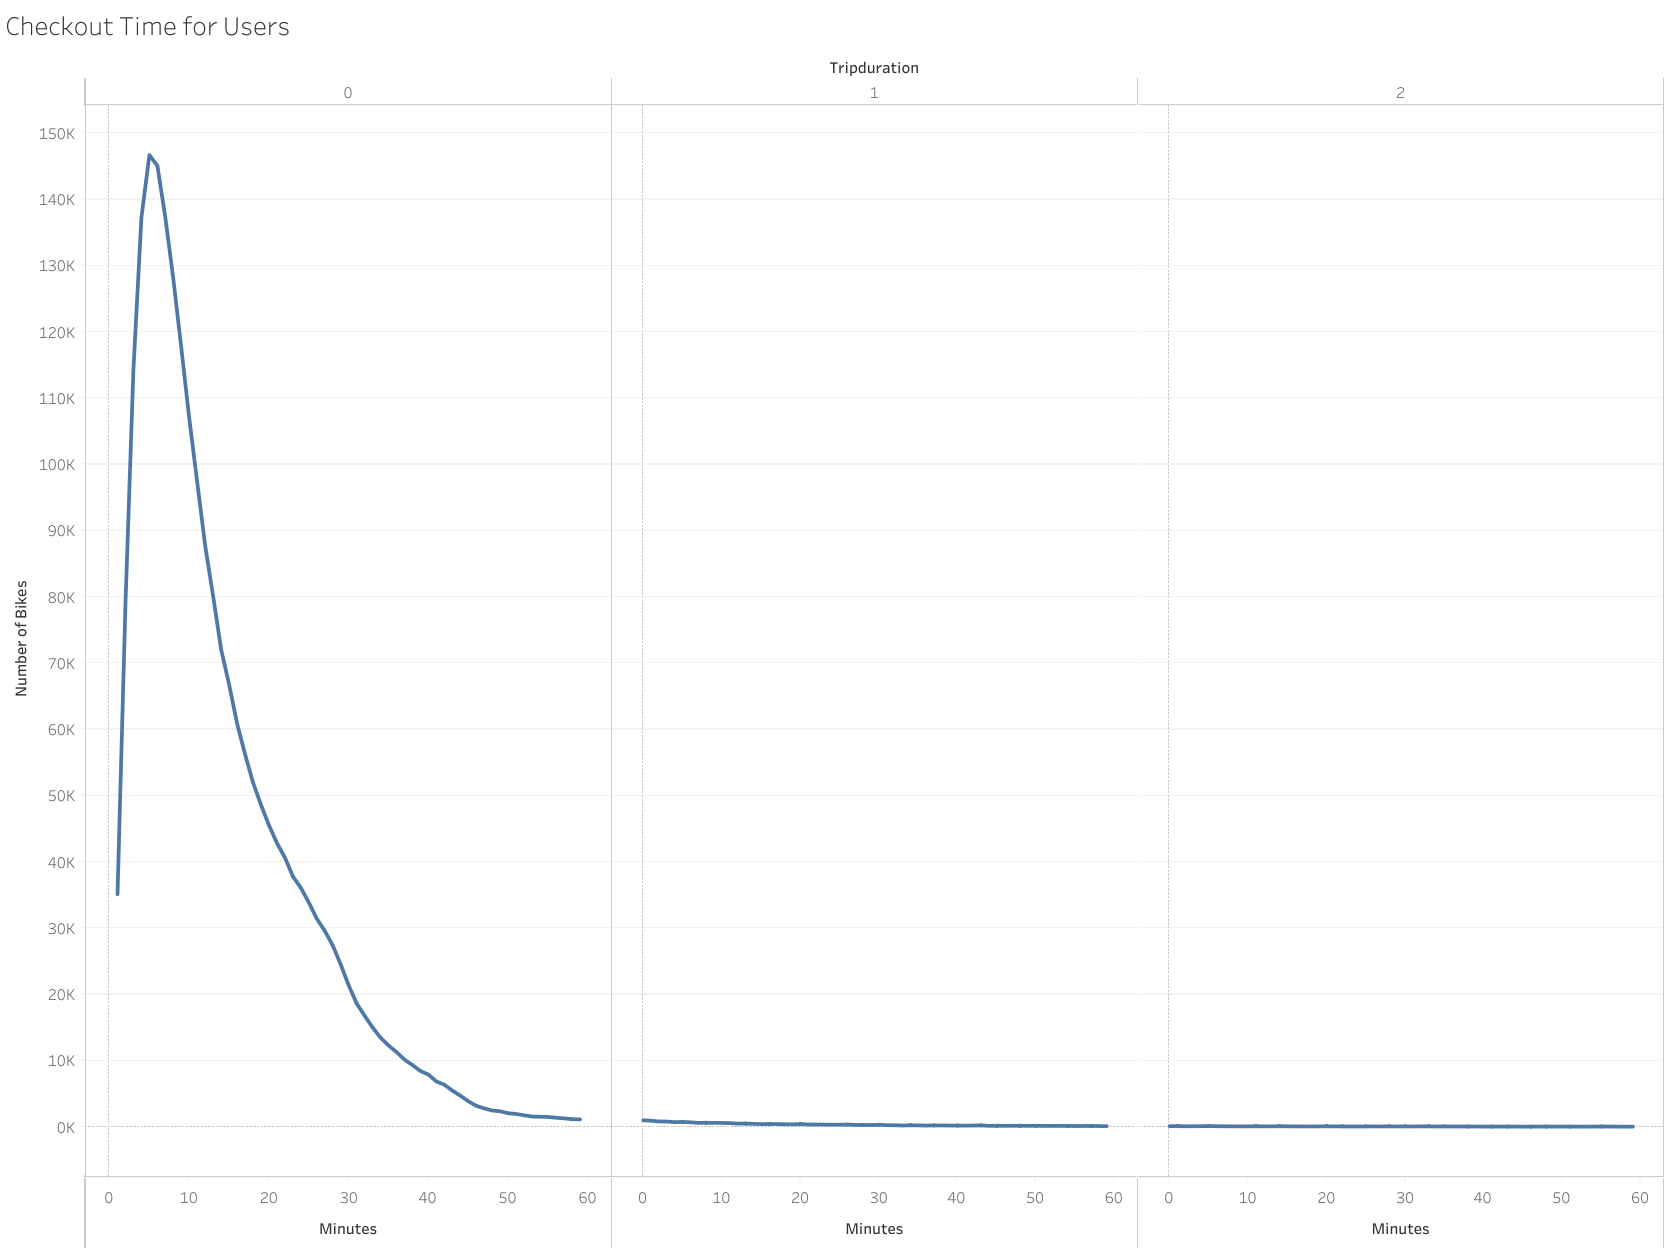 Checkout Time for Users
Tripduration
0 1 2
150K
140K
130K
120K
110K
100K
90K
80K
70K
60K
50K
40K
30K
20K
10K
0K
Number of Bikes
0 10 20 30 40 50 60 0 10 20 30 40 50 60 0 10 20 30 40 50 60
Minutes Minutes Minutes